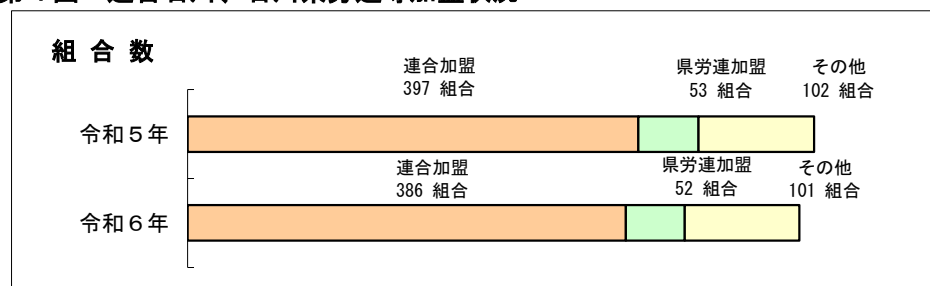 組 合 数
連合加盟
397 組合
県労連加盟
53 組合
その他
102 組合
令和５年
連合加盟
386 組合
県労連加盟
52 組合
その他
101 組合
令和６年